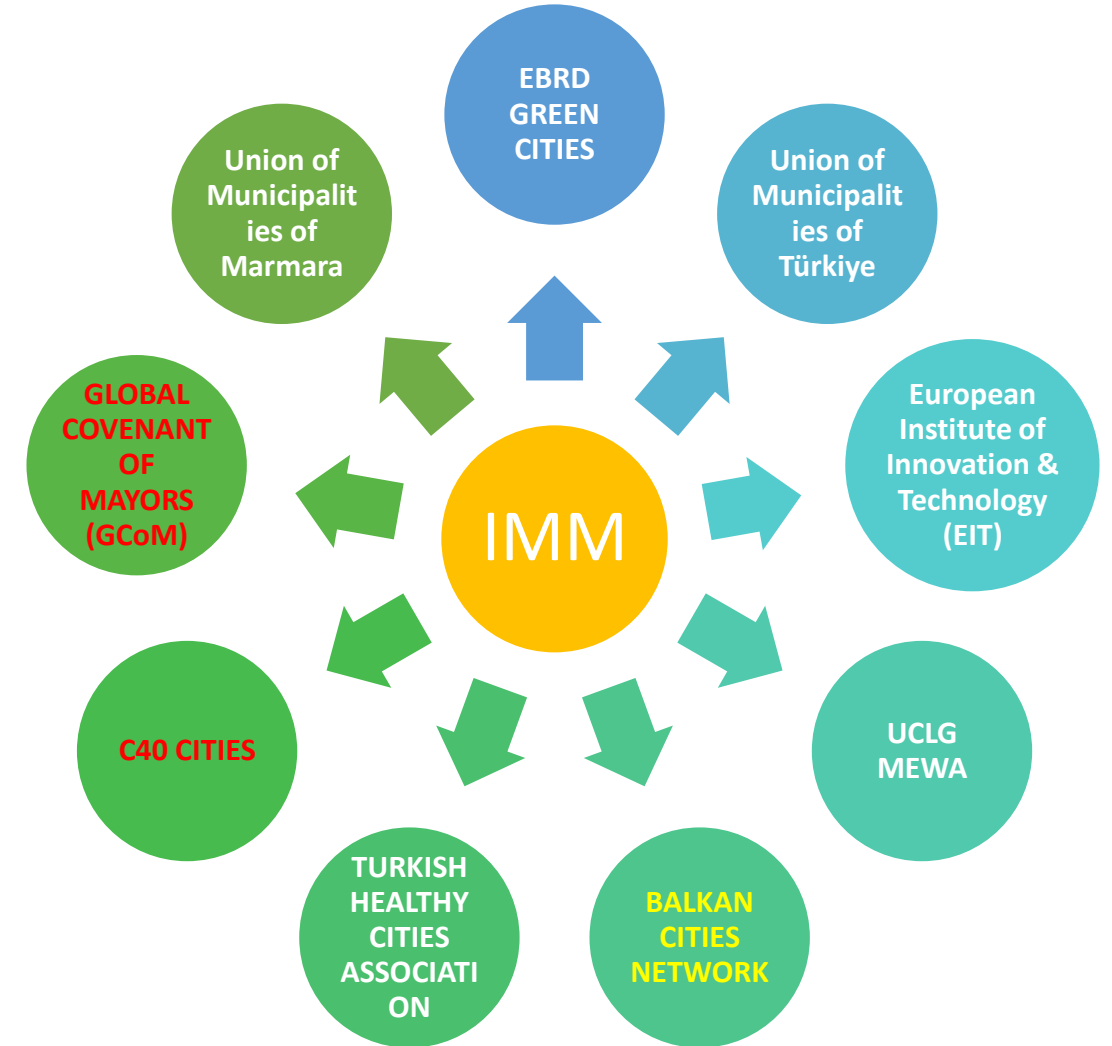 EBRD
GREEN
CITIES
Union of
Municipalit
ies of
Türkiye
European
Institute of
Innovation &
Technology
(EIT)
UCLG
MEWA
BALKAN
CITIES
NETWORK
TURKISH
HEALTHY
CITIES
ASSOCIATI
ON
C40 CITIES
GLOBAL
COVENANT
OF
MAYORS
(GCoM)
Union of
Municipalit
ies of
Marmara
IMM